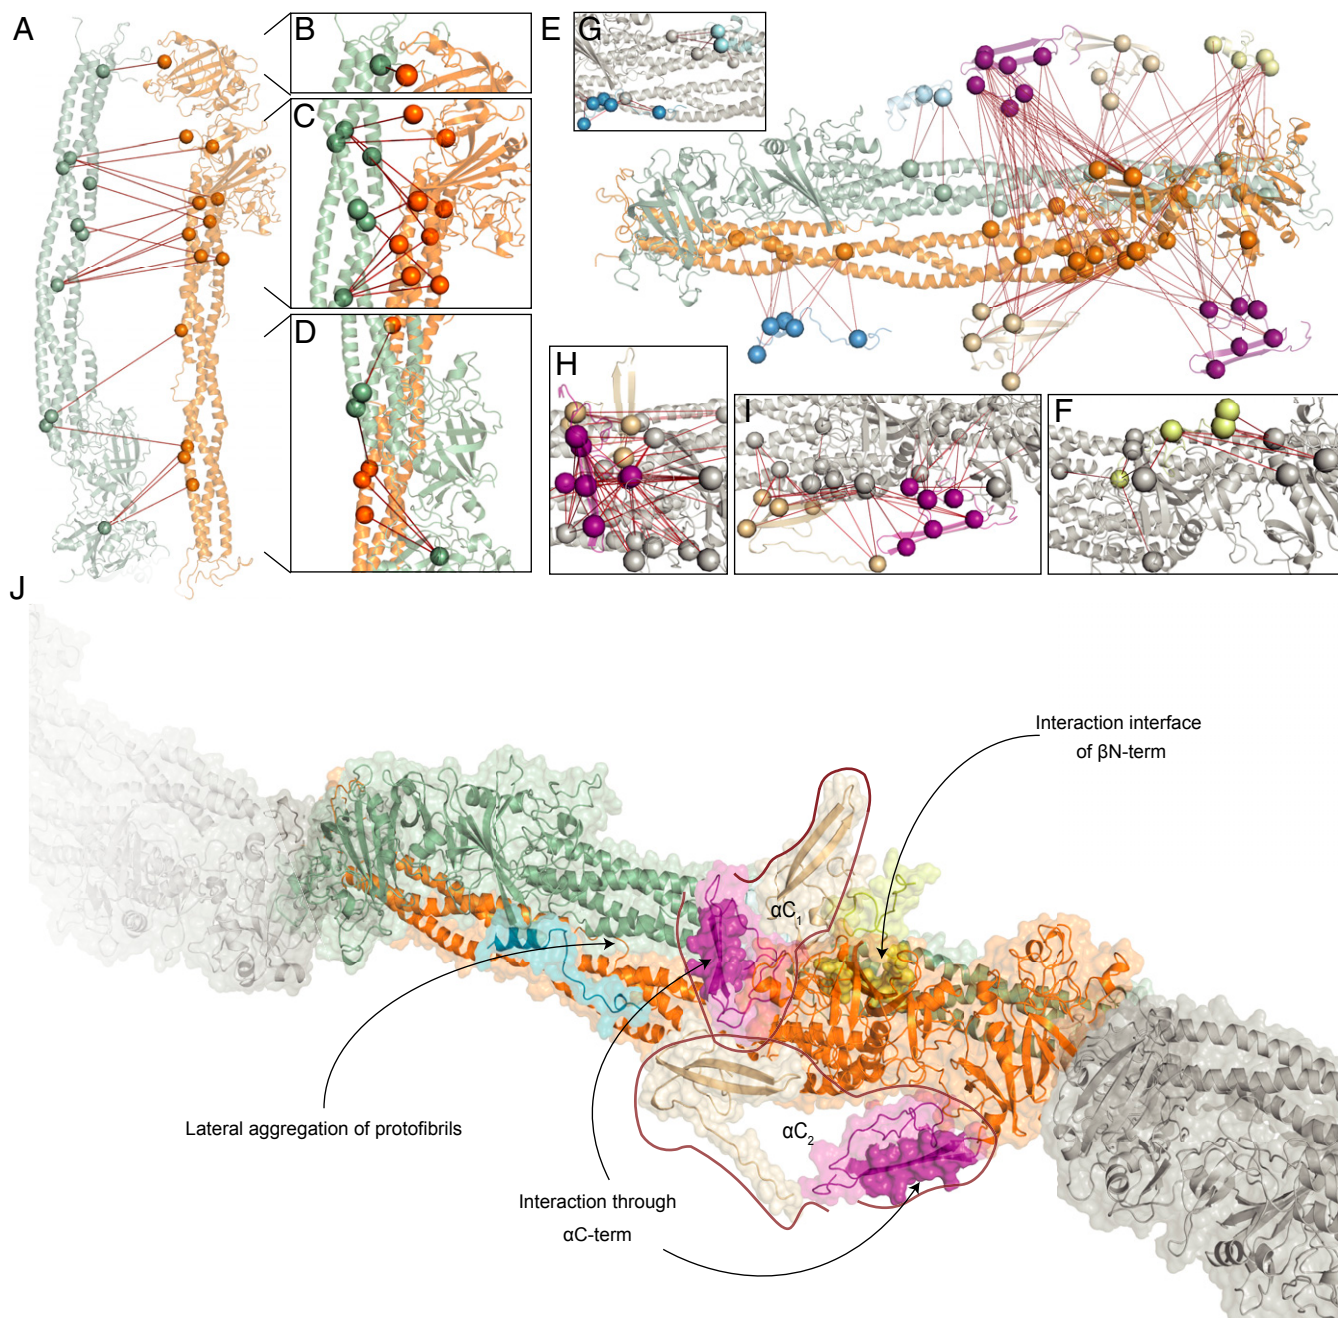 A
B
C
D
E
G
H
I
F
J
Interaction interface
of βN-term
αC1
αC2
Lateral aggregation of protofibrils
Interaction through
αC-term